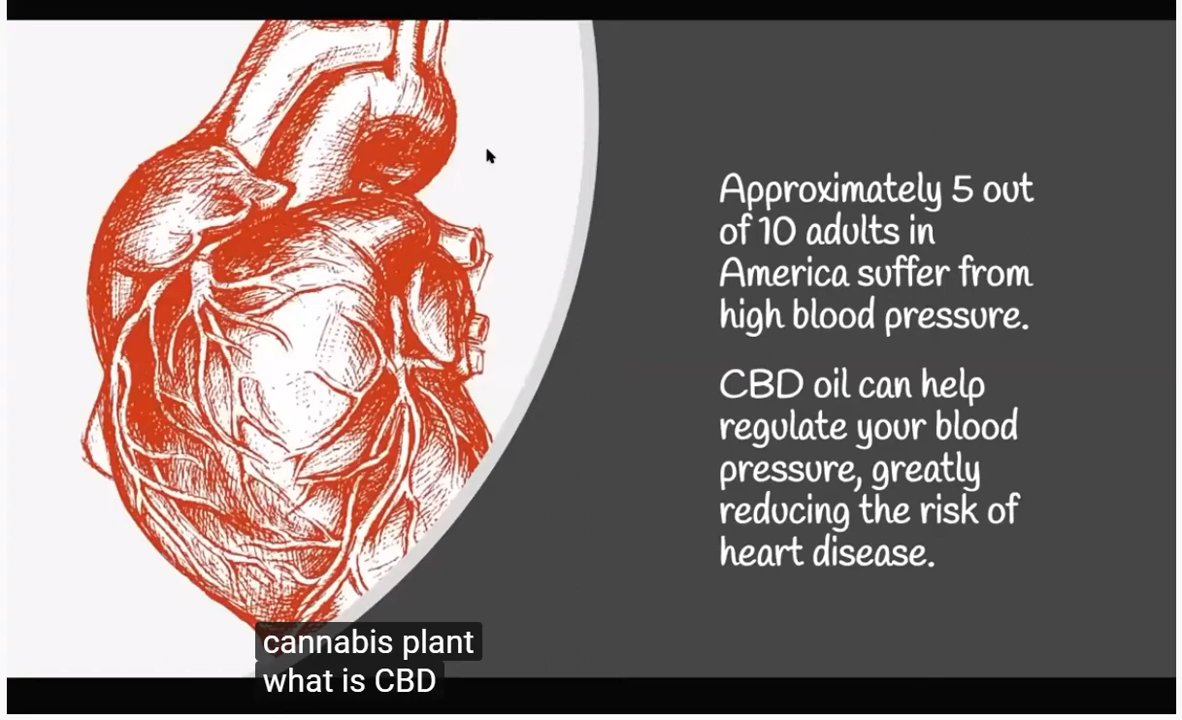 Approximately 5 out
of 10 adults in
America suffer from
high blood pressure.
CBD oil can help
regulate your blood
pressure, greatly
reducing the risk of
heart disease.
cannabis plant
what is CBD